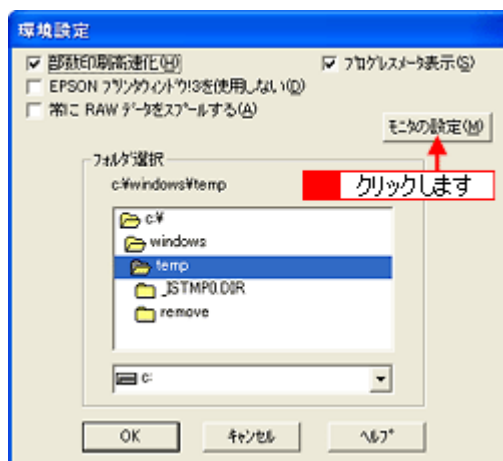 環境設定
部数印刷高速化(H)
プログレスメータ表示(S)
EPSON プリンタウィンドウ!3を使用しない(D)
常に RAW データをスプールする(A)
モニタの設定(M)
フォルダ選択
クリックします
c:¥windows¥temp
c:¥
windows
temp
_ISTMP0.DIR
remove
c:
OK
キャンセル
ヘルプ